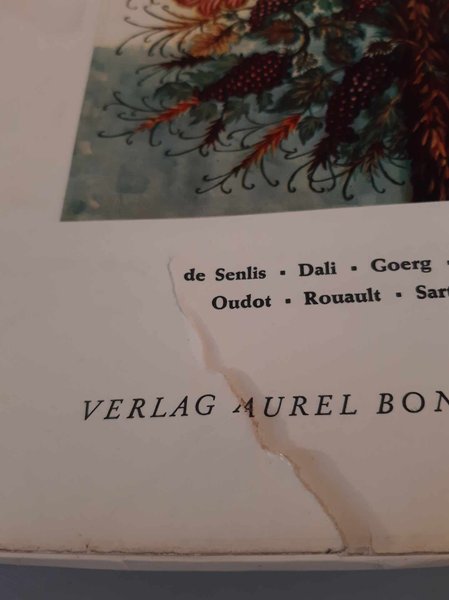 de Senlis ▪ Dali ▪ Goerg ▪
Oudot ▪ Rouault ▪ Sart
VERLAG AUREL BON